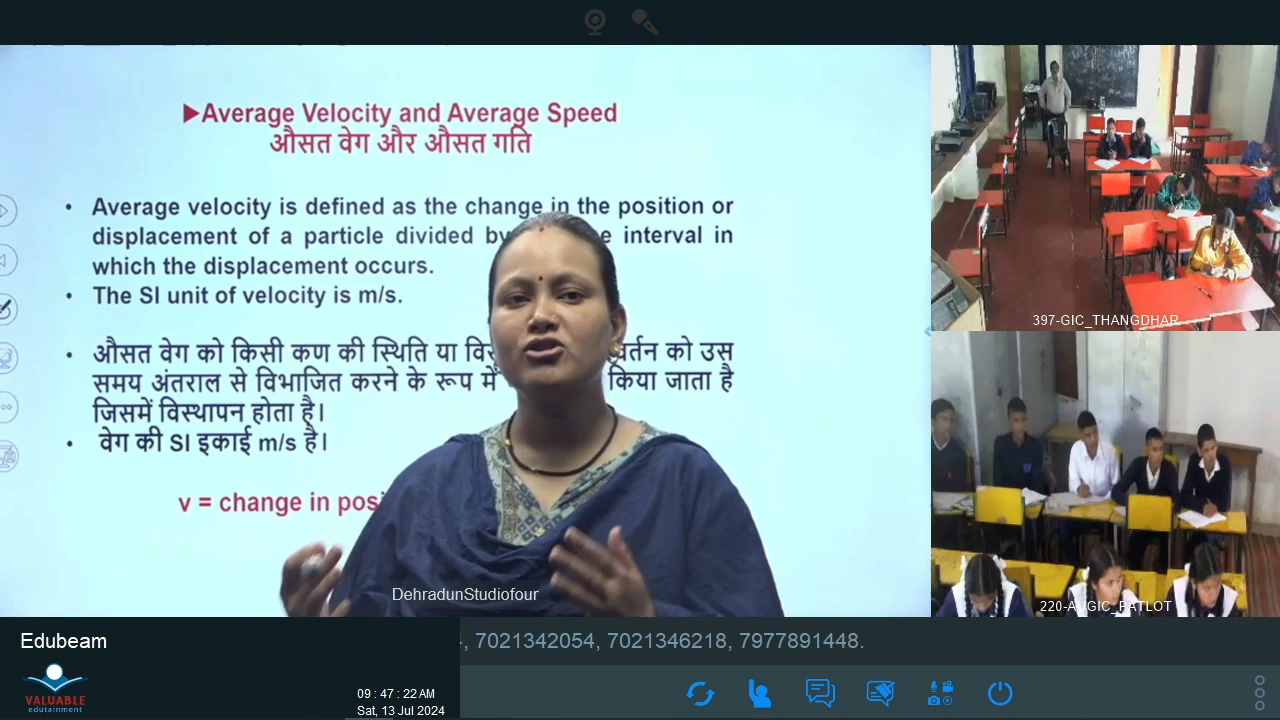 ▶Average Velocity and Average Speed
औसत वेग और औसत गति
• Average velocity is defined as the change in the position or
displacement of a particle divided by e interval in
which the displacement occurs.
• The SI unit of velocity is m/s.
• औसत वेग को किसी कण की स्थिति या को उस
समय अंतराल से विभाजित करने के रूप में किया जाता है
जिसमें विस्थापन होता है।
• वेग की SI इकाई m/s है।
v = change in
DehradunStudiofour
397-GIC_THANGDHAR
220-AUGIC_PATLOT
Edubeam
, 7021342054, 7021346218, 7977891448.
VALUABLE
edutainment
09 : 47 : 22 AM
Sat, 13 Jul 2024